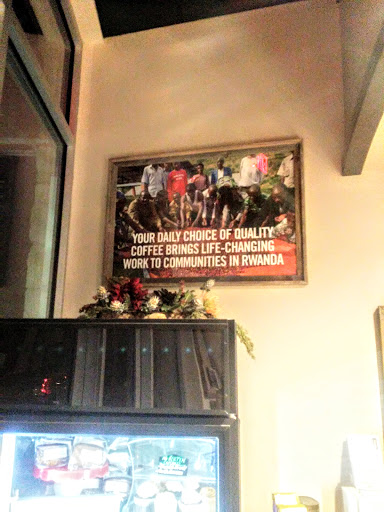 YOUR DAILY CHOICE OF QUALITY
COFFEE BRINGS LIFE-CHANGING
WORK TO COMMUNITIES IN RWANDA